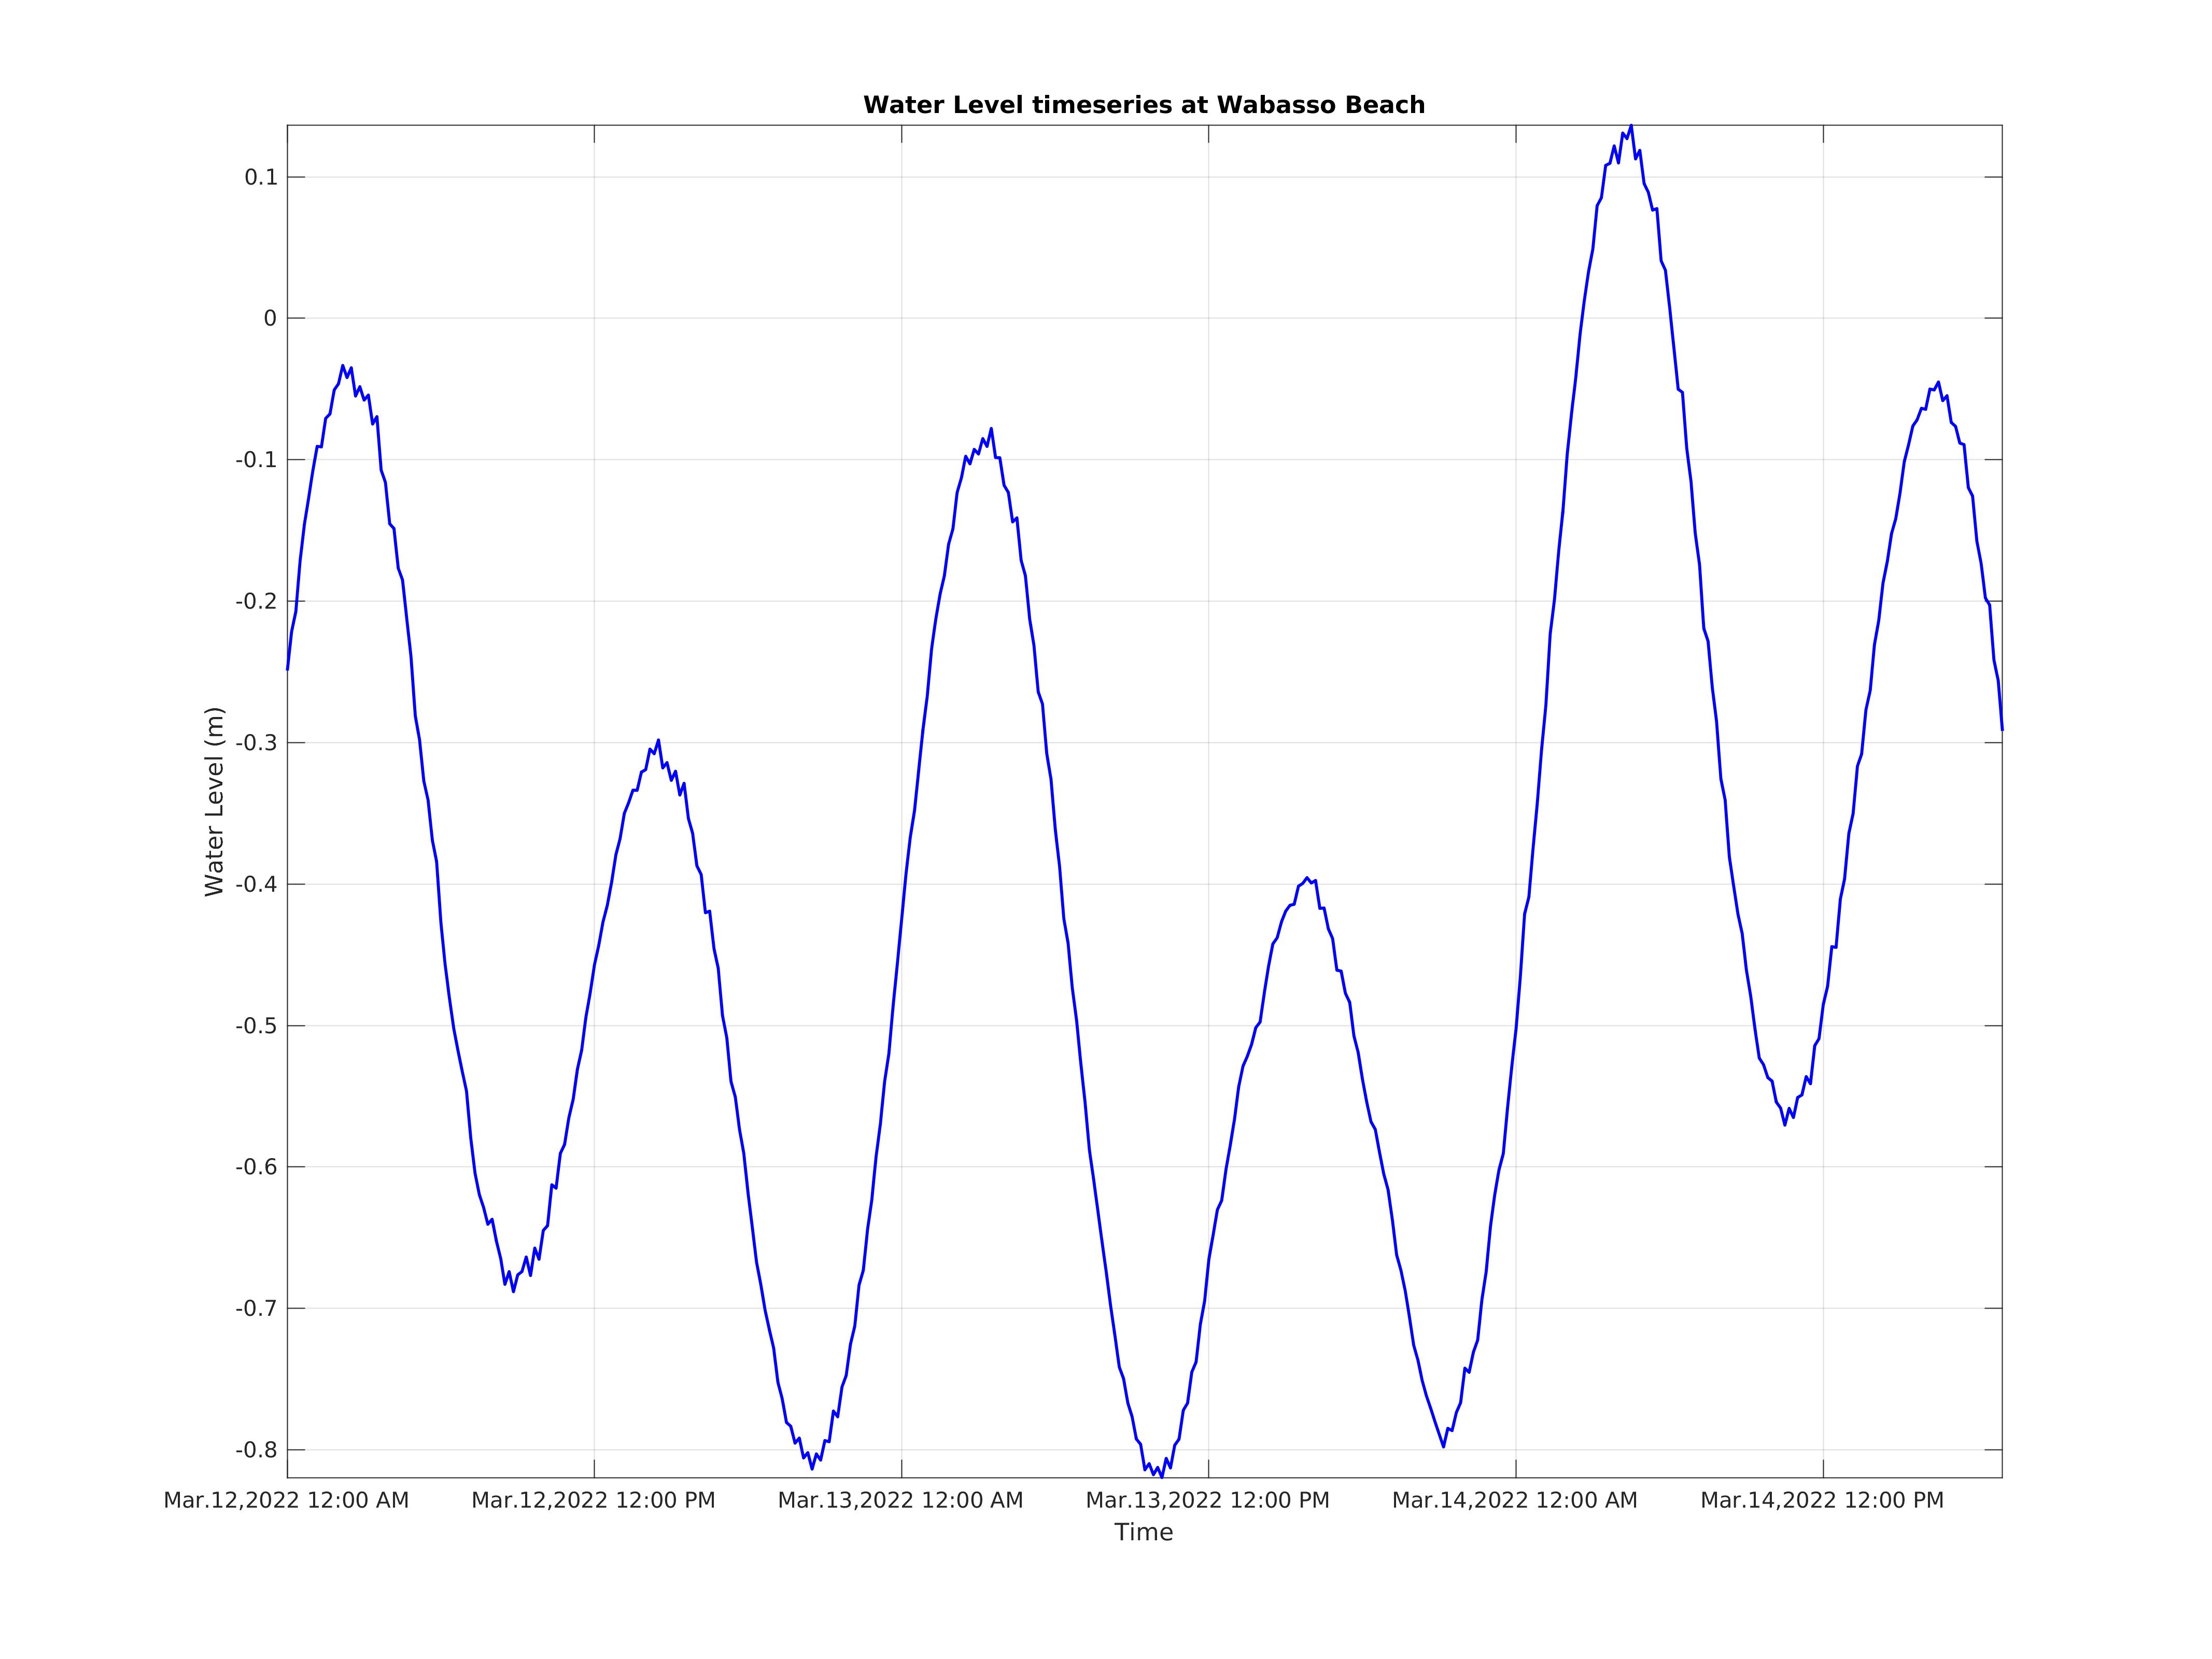 Water Level timeseries at Wabasso Beach
0.1
0
-0.1
-0.2
-0.3
-0.4
-0.5
-0.6
-0.7
-0.8
Water Level (m)
Mar.12,2022 12:00 AM Mar.12,2022 12:00 PM Mar.13,2022 12:00 AM Mar.13,2022 12:00 PM Mar.14,2022 12:00 AM Mar.14,2022 12:00 PM
Time